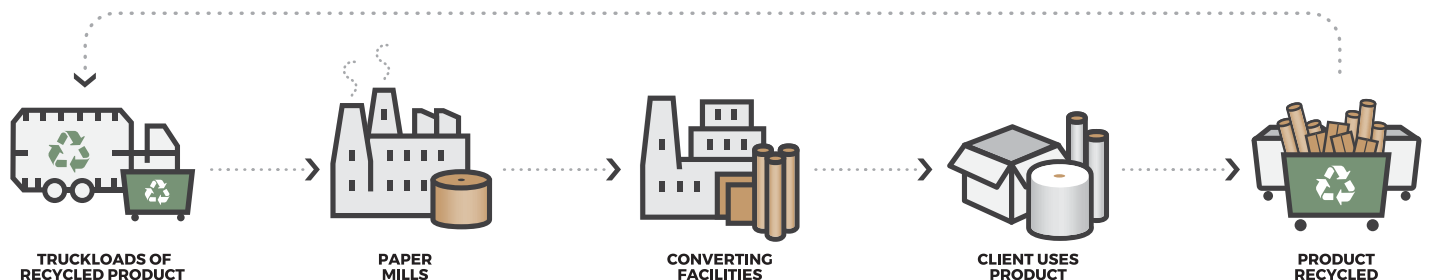 TRUCKLOADS OF
RECYCLED PRODUCT
PAPER
MILLS
CONVERTING
FACILITIES
CLIENT USES
PRODUCT
PRODUCT
RECYCLED